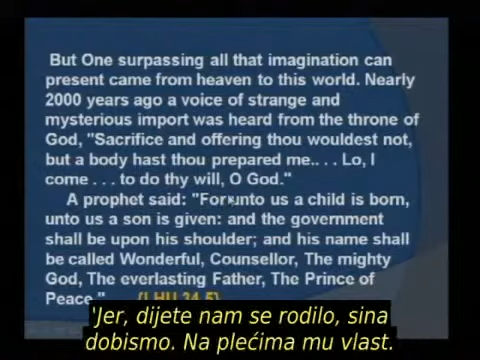 But One surpassing all that imagination can
present came from heaven to this world. Nearly
2000 years ago a voice of strange and
mysterious import was heard from the throne of
God, "Sacrifice and offering thou wouldest not,
but a body hast thou prepared me.. . Lo, I
come . . . to do thy will, O God."
A prophet said: "For unto us a child is born,
unto us a son is given: and the government
shall be upon his shoulder; and his name shall
be called Wonderful, Counsellor, The mighty
God, The everlasting Father, The Prince of
Peace."
'Jer, dijete nam se rodilo, sina
dobismo. Na plećima mu vlast.